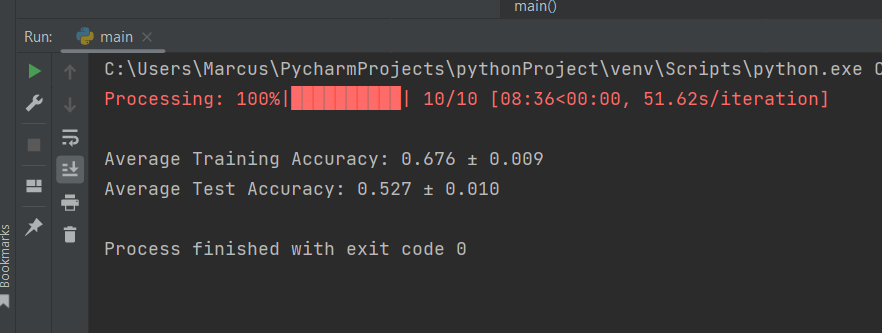 main()
Run:
main
C:\Users\Marcus\PycharmProjects\pythonProject\venv\Scripts\python.exe
Processing: 100%|██████████| 10/10 [08:36<00:00, 51.62s/iteration]
Average Training Accuracy: 0.676 ± 0.009
Average Test Accuracy: 0.527 ± 0.010
Process finished with exit code 0
Bookmarks